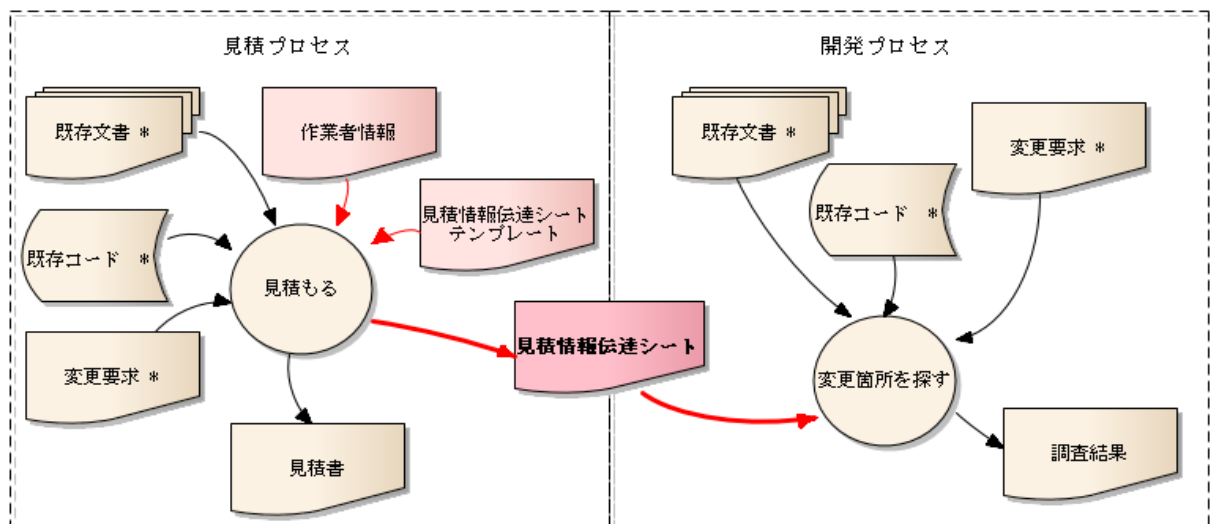 見積プロセス
既存文書 *
作業者情報
見積情報伝達シート
テンプレート
既存コード *
見積もる
変更要求 *
見積書
見積情報伝達シート
開発プロセス
既存文書 *
変更要求 *
既存コード *
変更箇所を探す
調査結果